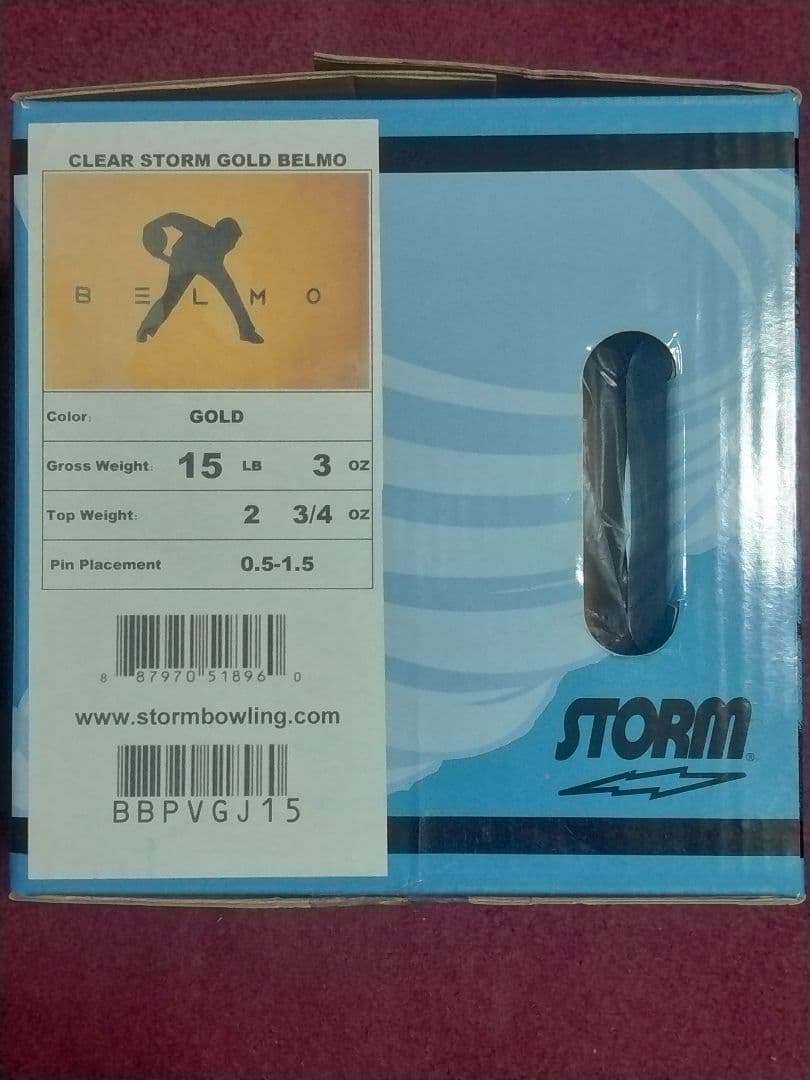 CLEAR STORM GOLD BELMO
BELMO
Color: GOLD
Gross Weight: 15 LB 3 OZ
Top Weight: 2 3/4 OZ
Pin Placement 0.5-1.5
8 87970 51896 0
www.stormbowling.com
BBPVGJ15
STORM®